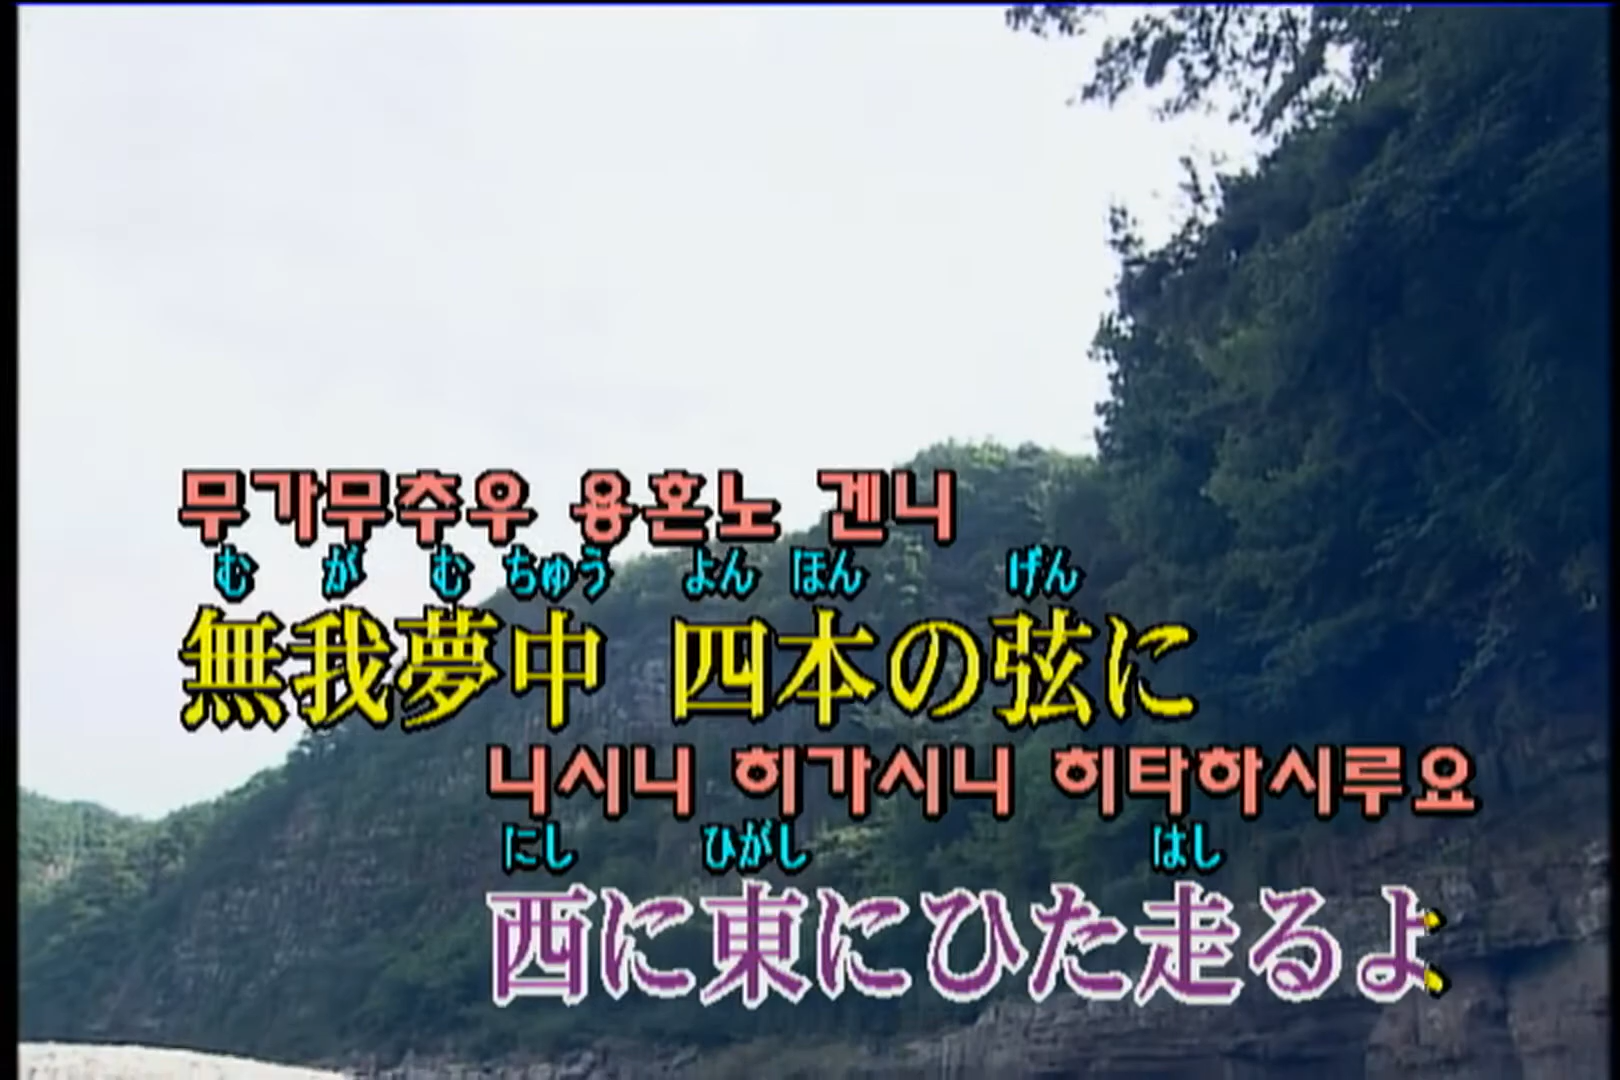 무가무추우 용혼노 겐니
む が む ちゅう よん ほん げん
無我夢中 四本の弦に
니시니 히가시니 히타하시루요
にし ひがし はし
西に東にひた走るよ